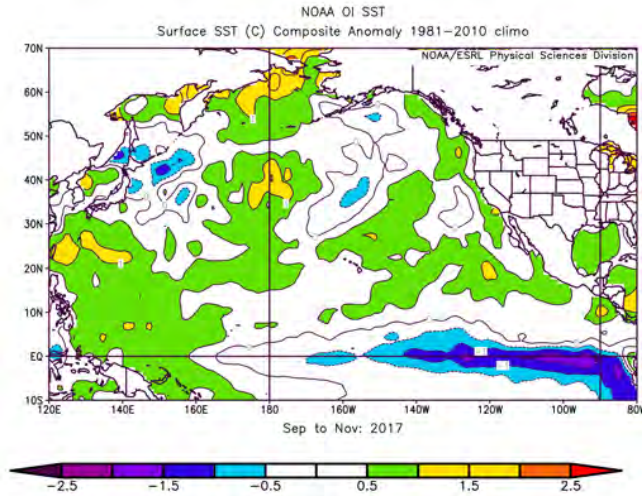 NOAA OI SST
Surface SST (C) Composite Anomaly 1981-2010 climo
70N
NOAA/ESRL Physical Sciences Division
60N
50N
40N
30N
20N
10N
EQ
10S
120E 140E 160E 180 160W 140W 120W 100W 80W
Sep to Nov: 2017
-2.5 -1.5 -0.5 0.5 1.5 2.5